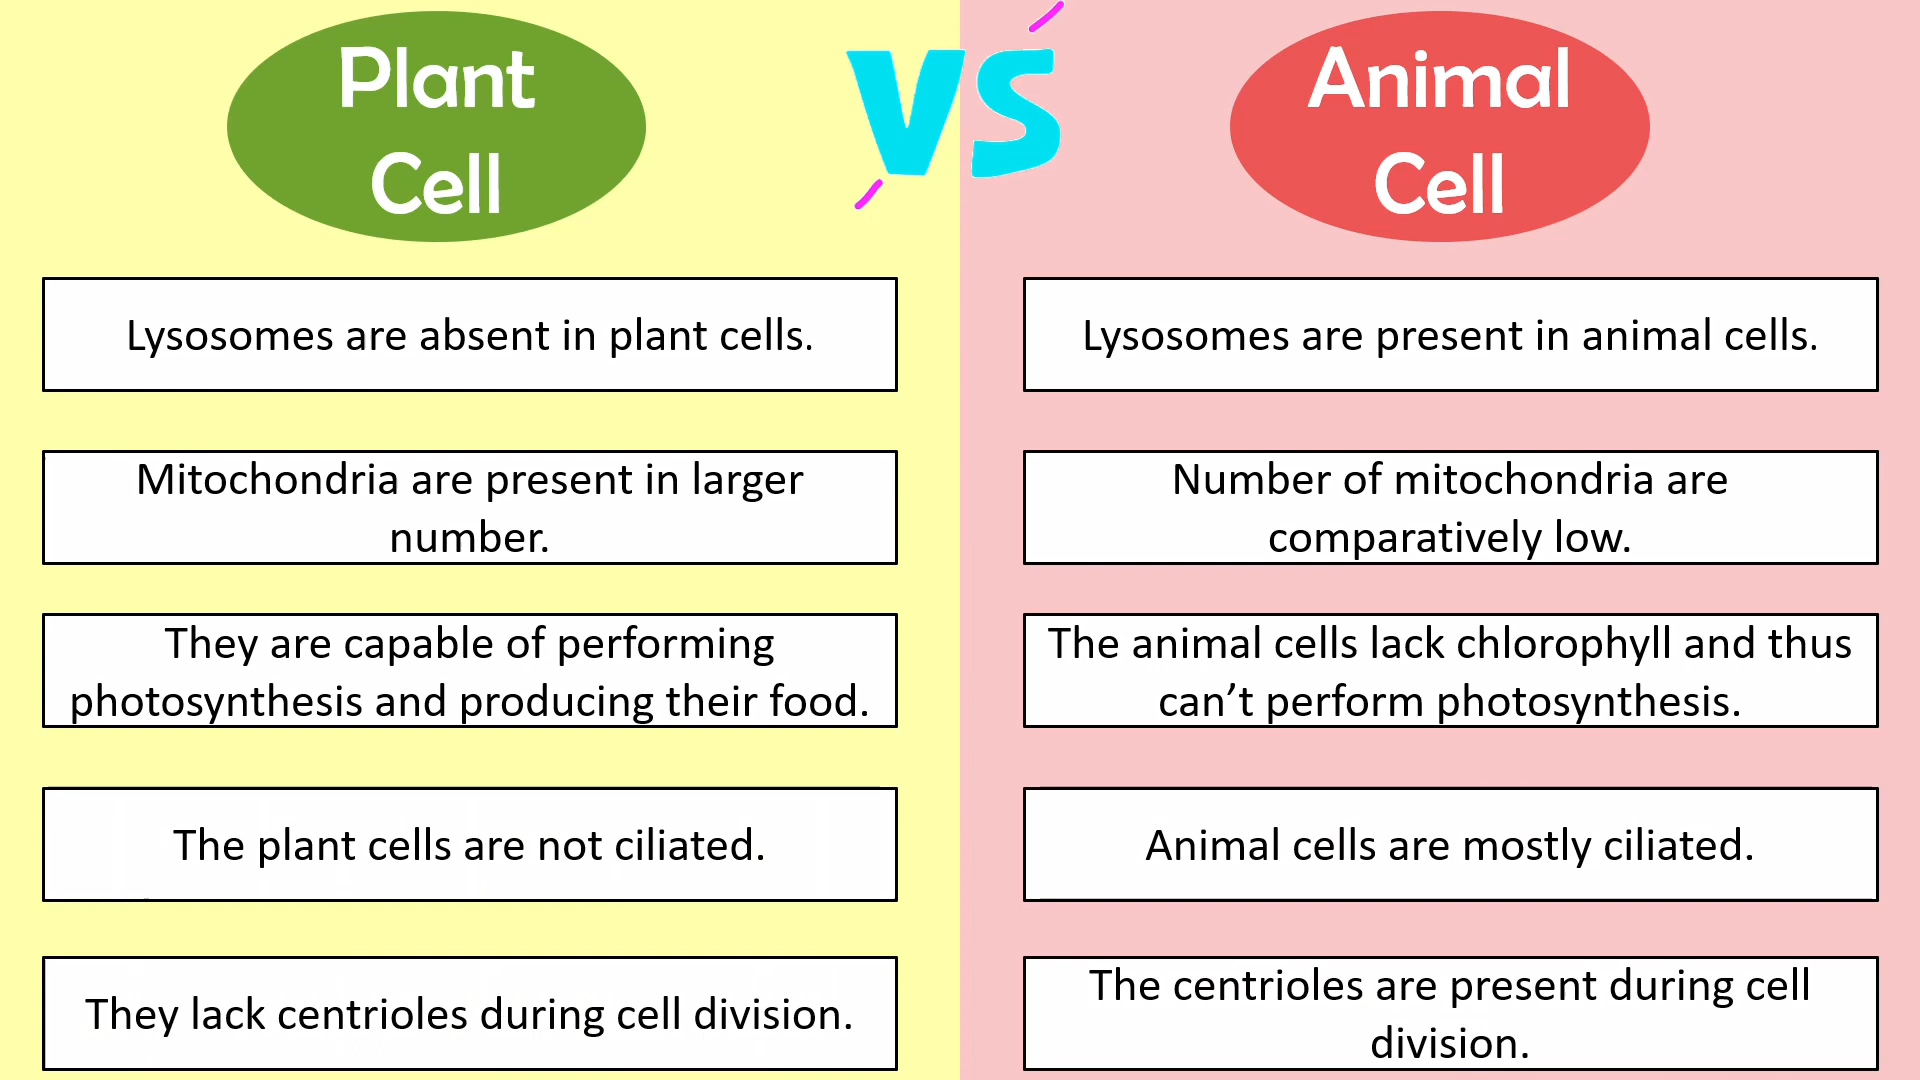 Plant
Cell
VS
Animal
Cell
Lysosomes are absent in plant cells.
Lysosomes are present in animal cells.
Mitochondria are present in larger
number.
Number of mitochondria are
comparatively low.
They are capable of performing
photosynthesis and producing their food.
The animal cells lack chlorophyll and thus
can’t perform photosynthesis.
The plant cells are not ciliated.
Animal cells are mostly ciliated.
They lack centrioles during cell division.
The centrioles are present during cell
division.